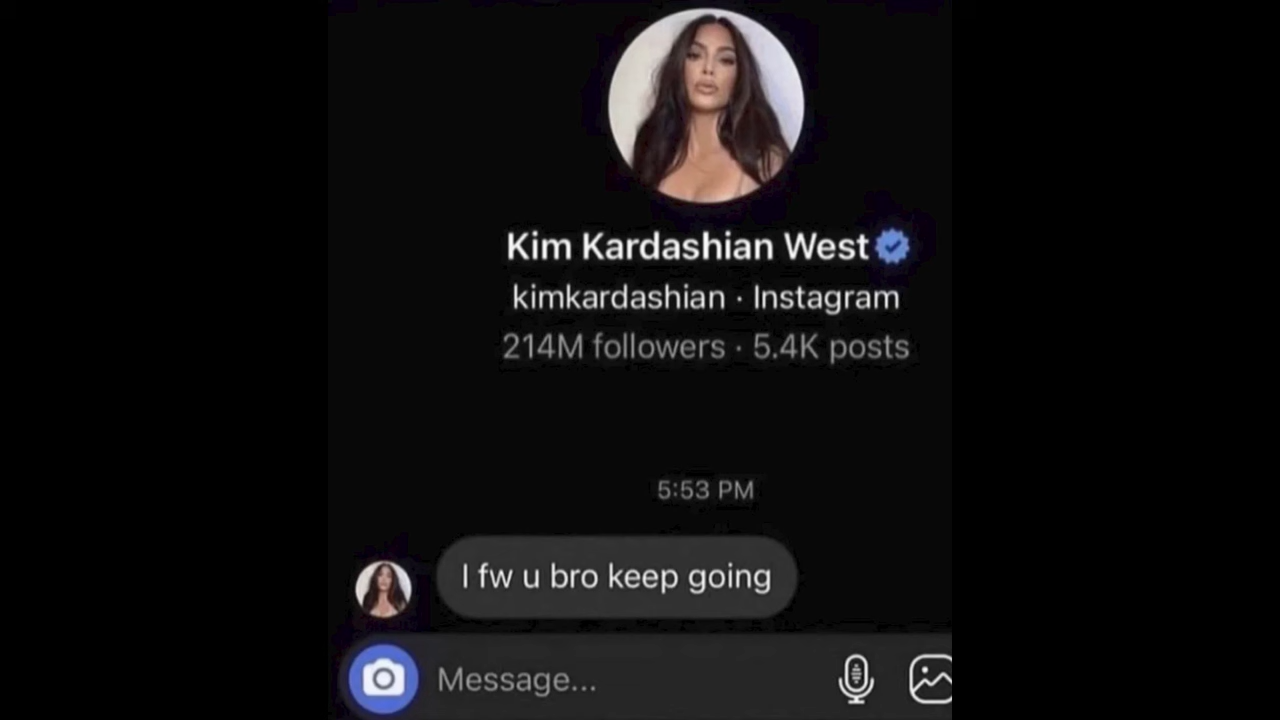 Kim Kardashian West
kimkardashian · Instagram
214M followers · 5.4K posts
5:53 PM
I fw u bro keep going
Message...